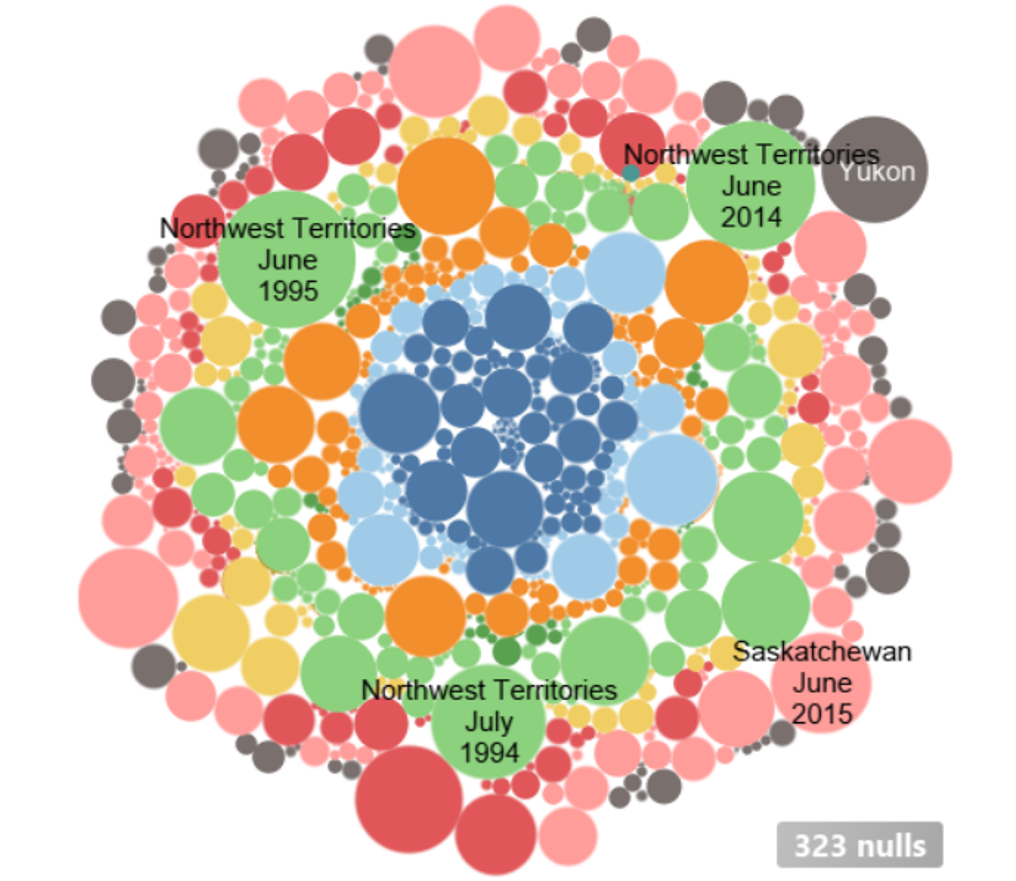 Northwest Territories
June
2014
Yukon
Northwest Territories
June
1995
Saskatchewan
June
2015
Northwest Territories
July
1994
323 nulls